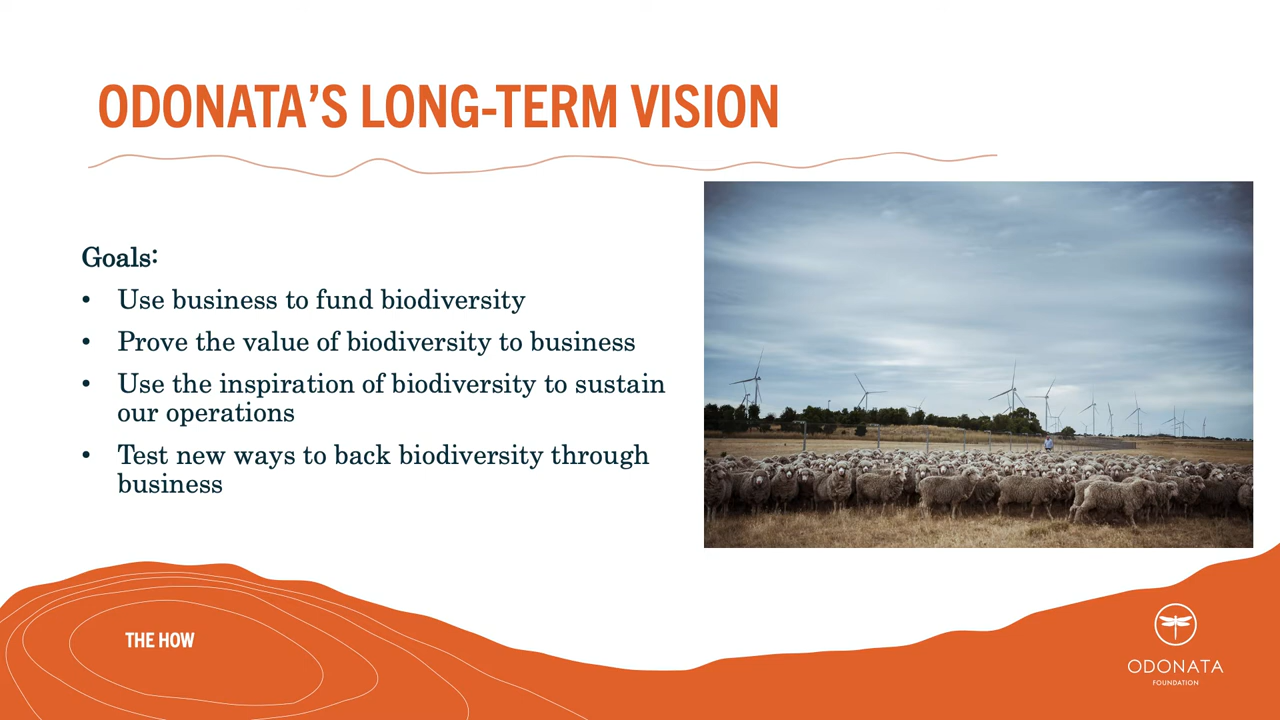 ODONATA’S LONG-TERM VISION
Goals:
• Use business to fund biodiversity
• Prove the value of biodiversity to business
• Use the inspiration of biodiversity to sustain
our operations
• Test new ways to back biodiversity through
business
THE HOW
ODONATA
FOUNDATION